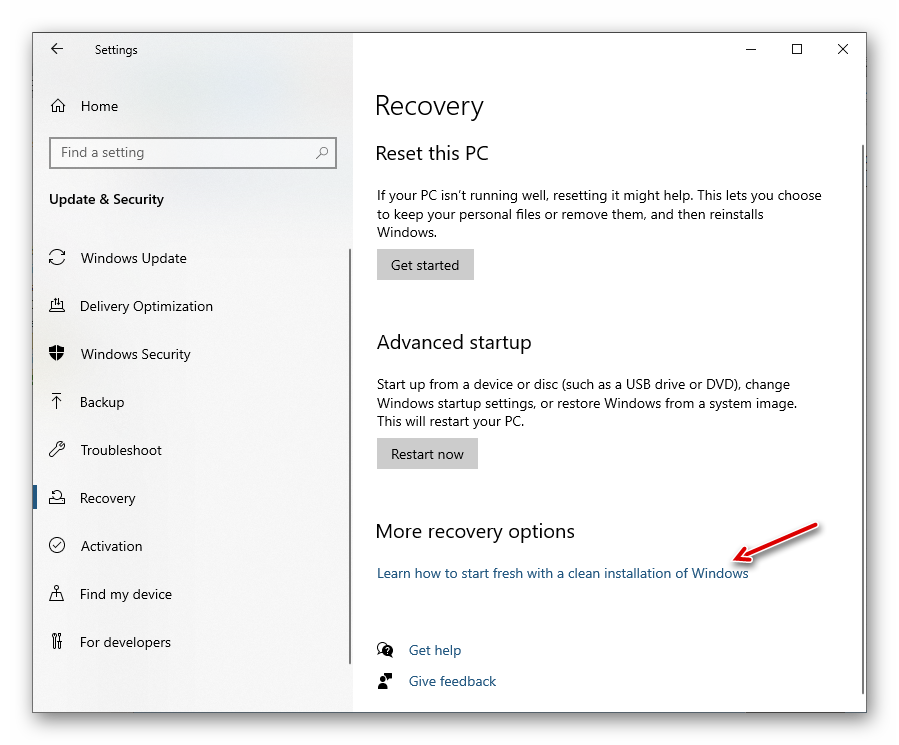 Settings
Home
Find a setting
Update & Security
Windows Update
Delivery Optimization
Windows Security
Backup
Troubleshoot
Recovery
Activation
Find my device
For developers
Recovery
Reset this PC
If your PC isn't running well, resetting it might help. This lets you choose
to keep your personal files or remove them, and then reinstalls
Windows.
Get started
Advanced startup
Start up from a device or disc (such as a USB drive or DVD), change
Windows startup settings, or restore Windows from a system image.
This will restart your PC.
Restart now
More recovery options
Learn how to start fresh with a clean installation of Windows
Get help
Give feedback